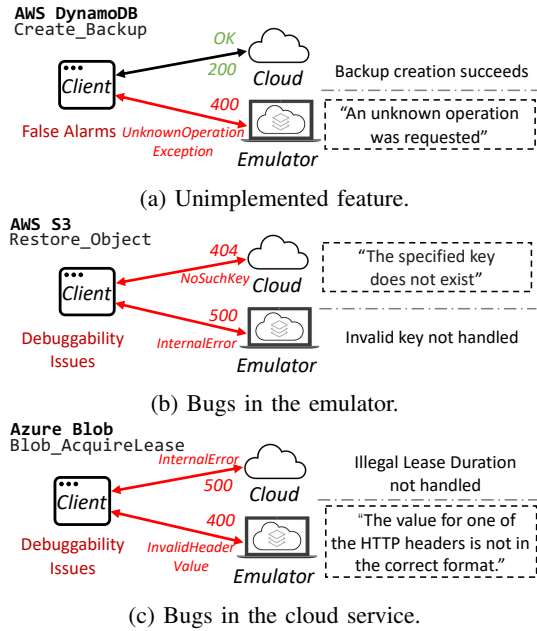 AWS DynamoDB
Create_Backup
OK
200
Client
Cloud
Backup creation succeeds
False Alarms
400
UnknownOperation
Exception
Emulator
“An unknown operation
was requested”
(a) Unimplemented feature.
AWS S3
Restore_Object
404
NoSuchKey
Client
Cloud
“The specified key
does not exist”
Debuggability
Issues
500
InternalError
Emulator
Invalid key not handled
(b) Bugs in the emulator.
Azure Blob
Blob_AcquireLease
InternalError
500
Client
Cloud
Illegal Lease Duration
not handled
Debuggability
Issues
400
InvalidHeader
Value
Emulator
“The value for one of
the HTTP headers is not in
the correct format.”
(c) Bugs in the cloud service.